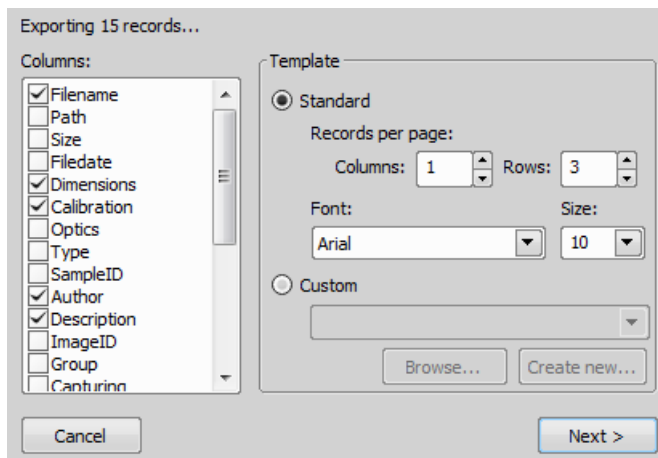 Exporting 15 records...
Columns:
Filename
Path
Size
Filedate
Dimensions
Calibration
Optics
Type
SampleID
Author
Description
ImageID
Group
Capturing
Template
Standard
Records per page:
Columns: 1 Rows: 3
Font: Size:
Arial 10
Custom
Browse... Create new...
Cancel Next >